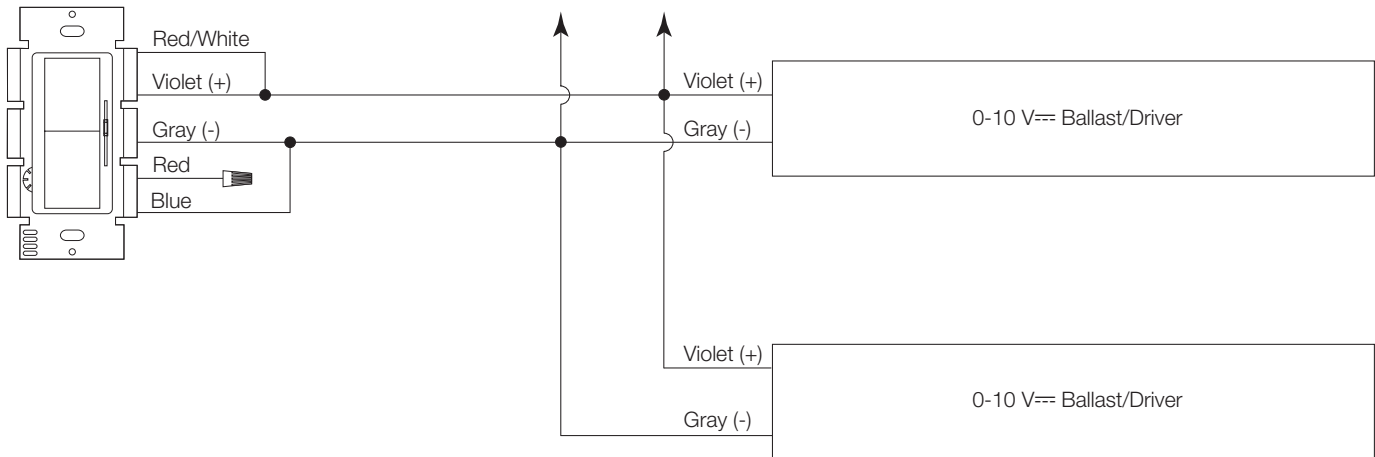 Red/White
Violet (+)
Gray (-)
Red
Blue
Violet (+)
Gray (-)
0-10 V⎓ Ballast/Driver
Violet (+)
Gray (-)
0-10 V⎓ Ballast/Driver